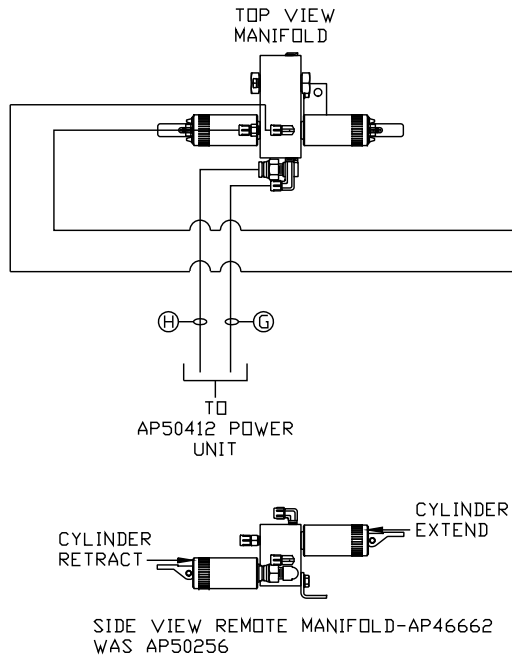 TOP VIEW
MANIFOLD
H
G
TO
AP50412 POWER
UNIT
CYLINDER
EXTEND
CYLINDER
RETRACT
SIDE VIEW REMOTE MANIFOLD-AP46662
WAS AP50256